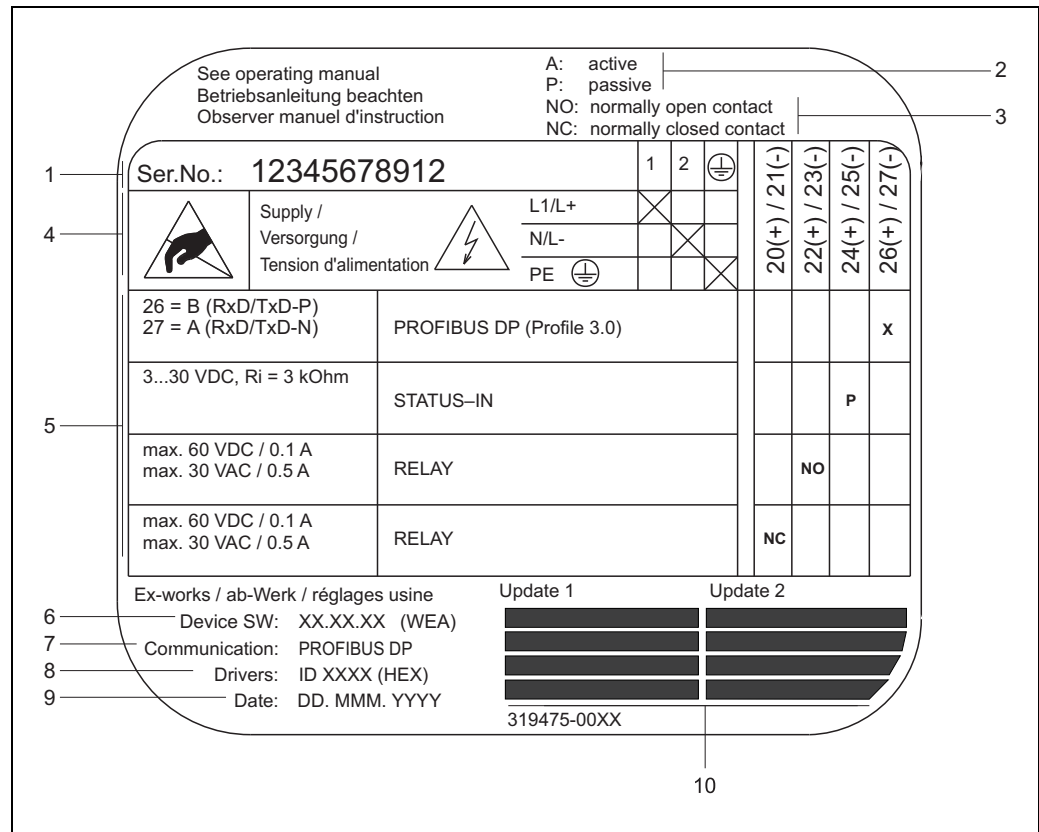 See operating manual
Betriebsanleitung beachten
Observer manuel d'instruction
A: active
P: passive
NO: normally open contact
NC: normally closed contact
2
3
1
Ser.No.: 12345678912
1 2
20(+) / 21(-)
22(+) / 23(-)
24(+) / 25(-)
26(+) / 27(-)
4
Supply /
Versorgung /
Tension d'alimentation
L1/L+
N/L-
PE
5
26 = B (RxD/TxD-P)
27 = A (RxD/TxD-N)
PROFIBUS DP (Profile 3.0)
X
3...30 VDC, Ri = 3 kOhm
STATUS–IN
P
max. 60 VDC / 0.1 A
max. 30 VAC / 0.5 A
RELAY
NO
max. 60 VDC / 0.1 A
max. 30 VAC / 0.5 A
RELAY
NC
Ex-works / ab-Werk / réglages usine
Update 1
Update 2
6
Device SW: XX.XX.XX (WEA)
7
Communication: PROFIBUS DP
8
Drivers: ID XXXX (HEX)
9
Date: DD. MMM. YYYY
319475-00XX
10